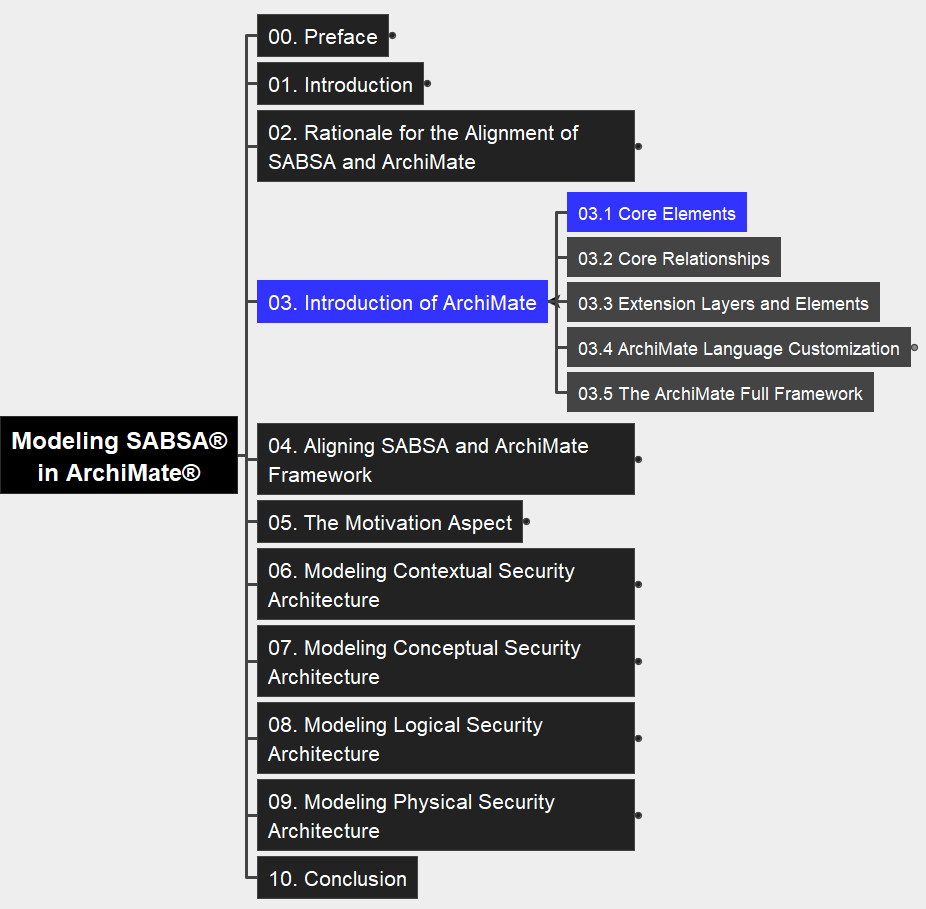 Modeling SABSA®
in ArchiMate®
00. Preface
01. Introduction
02. Rationale for the Alignment of
SABSA and ArchiMate
03. Introduction of ArchiMate
03.1 Core Elements
03.2 Core Relationships
03.3 Extension Layers and Elements
03.4 ArchiMate Language Customization
03.5 The ArchiMate Full Framework
04. Aligning SABSA and ArchiMate
Framework
05. The Motivation Aspect
06. Modeling Contextual Security
Architecture
07. Modeling Conceptual Security
Architecture
08. Modeling Logical Security
Architecture
09. Modeling Physical Security
Architecture
10. Conclusion